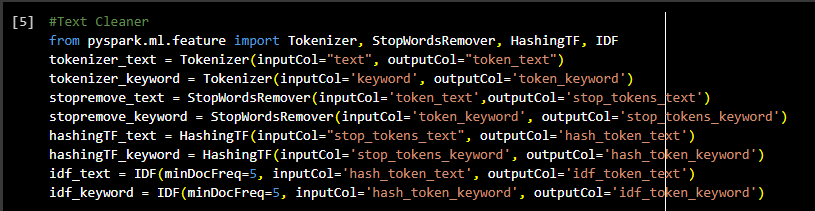 [5] #Text Cleaner
from pyspark.ml.feature import Tokenizer, StopWordsRemover, HashingTF, IDF
tokenizer_text = Tokenizer(inputCol="text", outputCol="token_text")
tokenizer_keyword = Tokenizer(inputCol='keyword', outputCol='token_keyword')
stopremove_text = StopWordsRemover(inputCol='token_text',outputCol='stop_tokens_text')
stopremove_keyword = StopWordsRemover(inputCol='token_keyword', outputCol='stop_tokens_keyword')
hashingTF_text = HashingTF(inputCol="stop_tokens_text", outputCol='hash_token_text')
hashingTF_keyword = HashingTF(inputCol='stop_tokens_keyword', outputCol='hash_token_keyword')
idf_text = IDF(minDocFreq=5, inputCol='hash_token_text', outputCol='idf_token_text')
idf_keyword = IDF(minDocFreq=5, inputCol='hash_token_keyword', outputCol='idf_token_keyword')